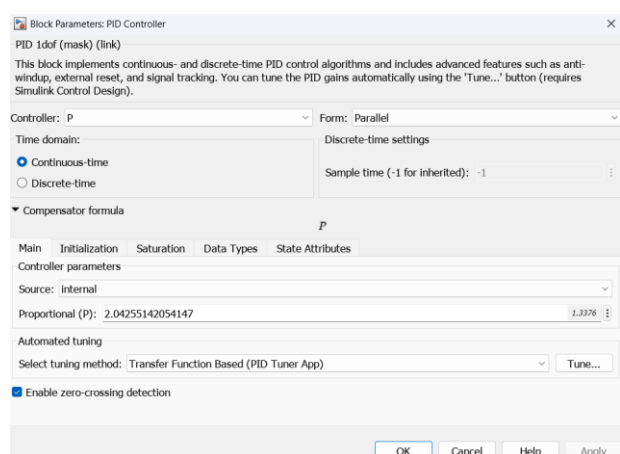 Block Parameters: PID Controller
PID 1dof (mask) (link)
This block implements continuous- and discrete-time PID control algorithms and includes advanced features such as anti-
windup, external reset, and signal tracking. You can tune the PID gains automatically using the 'Tune...' button (requires
Simulink Control Design).
Controller: P Form: Parallel
Time domain: Discrete-time settings
Continuous-time
Sample time (-1 for inherited): -1
Discrete-time
Compensator formula
P
Main Initialization Saturation Data Types State Attributes
Controller parameters
Source: internal
Proportional (P): 2.04255142054147 1.3376
Automated tuning
Select tuning method: Transfer Function Based (PID Tuner App) Tune...
Enable zero-crossing detection
OK Cancel Help Apply